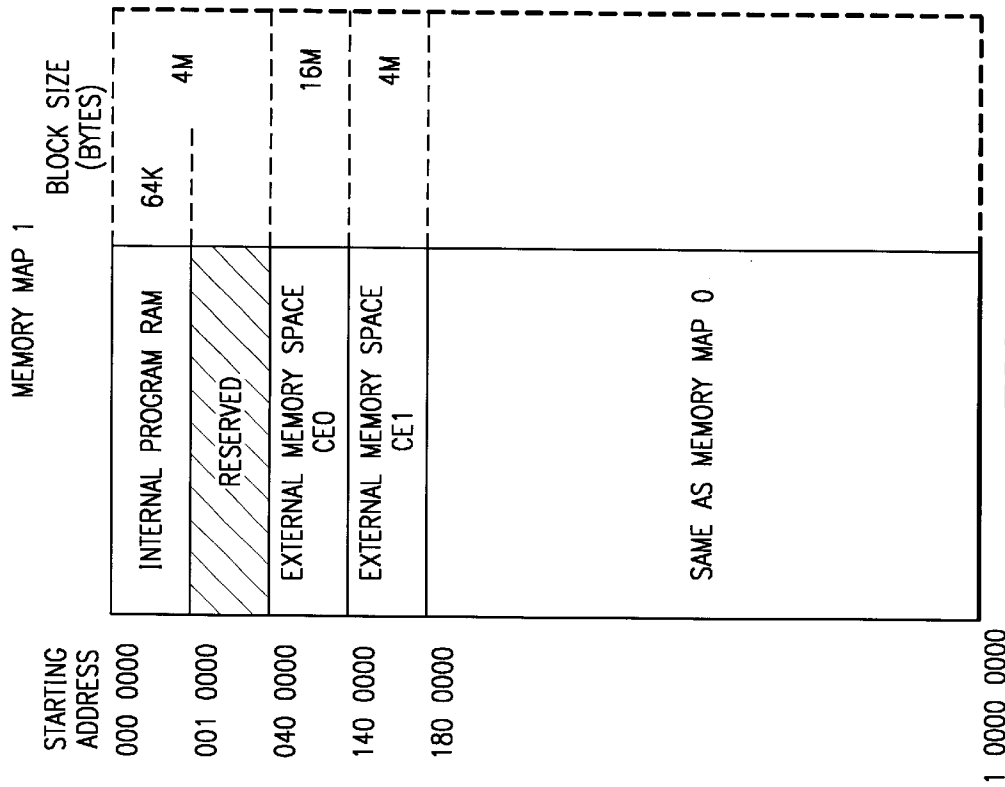 MEMORY MAP 1
STARTING
ADDRESS
BLOCK SIZE
(BYTES)
000 0000
INTERNAL PROGRAM RAM
64K
4M
001 0000
RESERVED
040 0000
EXTERNAL MEMORY SPACE
CE0
16M
140 0000
EXTERNAL MEMORY SPACE
CE1
4M
180 0000
SAME AS MEMORY MAP 0
1 0000 0000